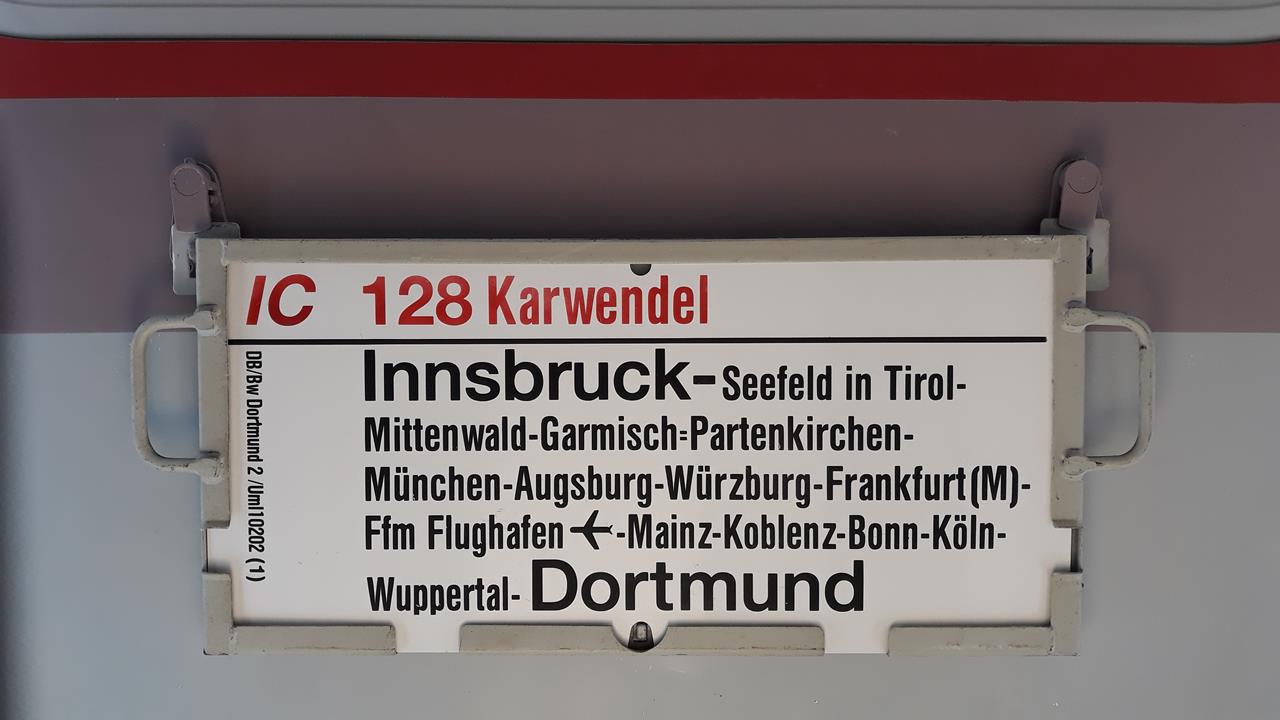 IC 128 Karwendel
Innsbruck-Seefeld in Tirol-
Mittenwald-Garmisch=Partenkirchen-
München-Augsburg-Würzburg-Frankfurt(M)-
Ffm Flughafen ✈-Mainz-Koblenz-Bonn-Köln-
Wuppertal-Dortmund
DB/Bw Dortmund 2 /Uml10202 (1)